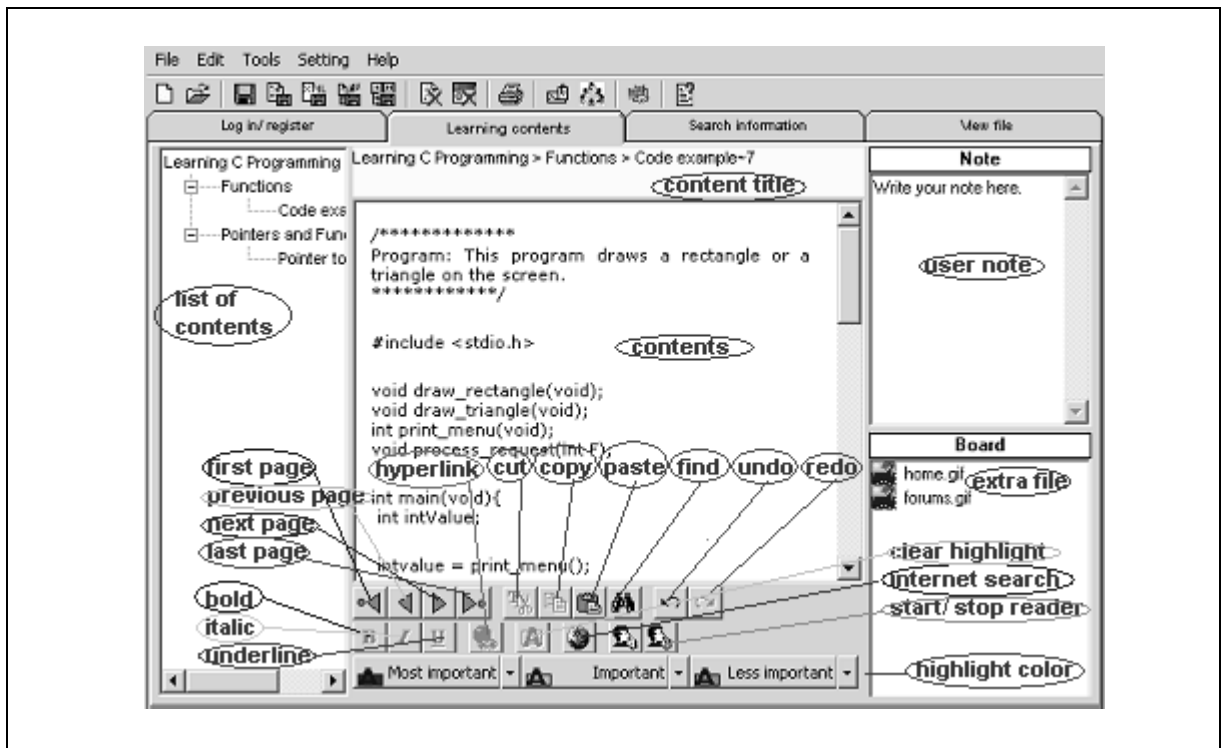 File Edit Tools Setting Help
Log in/ register
Learning contents
Search information
View file
Learning C Programming
Functions
Code exa
Pointers and Fun
Pointer to
list of
contents
Learning C Programming > Functions > Code example-7
content title
/*************
Program: This program draws a rectangle or a
triangle on the screen.
************/
#include <stdio.h>
contents
void draw_rectangle(void);
void draw_triangle(void);
int print_menu(void);
void process_request(int F);
int main(void){
int intValue;
intvalue = print_menu();
Note
Write your note here.
user note
Board
home.gif
forums.gif
extra file
first page
previous page
next page
last page
bold
italic
underline
hyperlink
cut
copy
paste
find
undo
redo
clear highlight
internet search
start/ stop reader
highlight color
B I U
Most important
Important
Less important